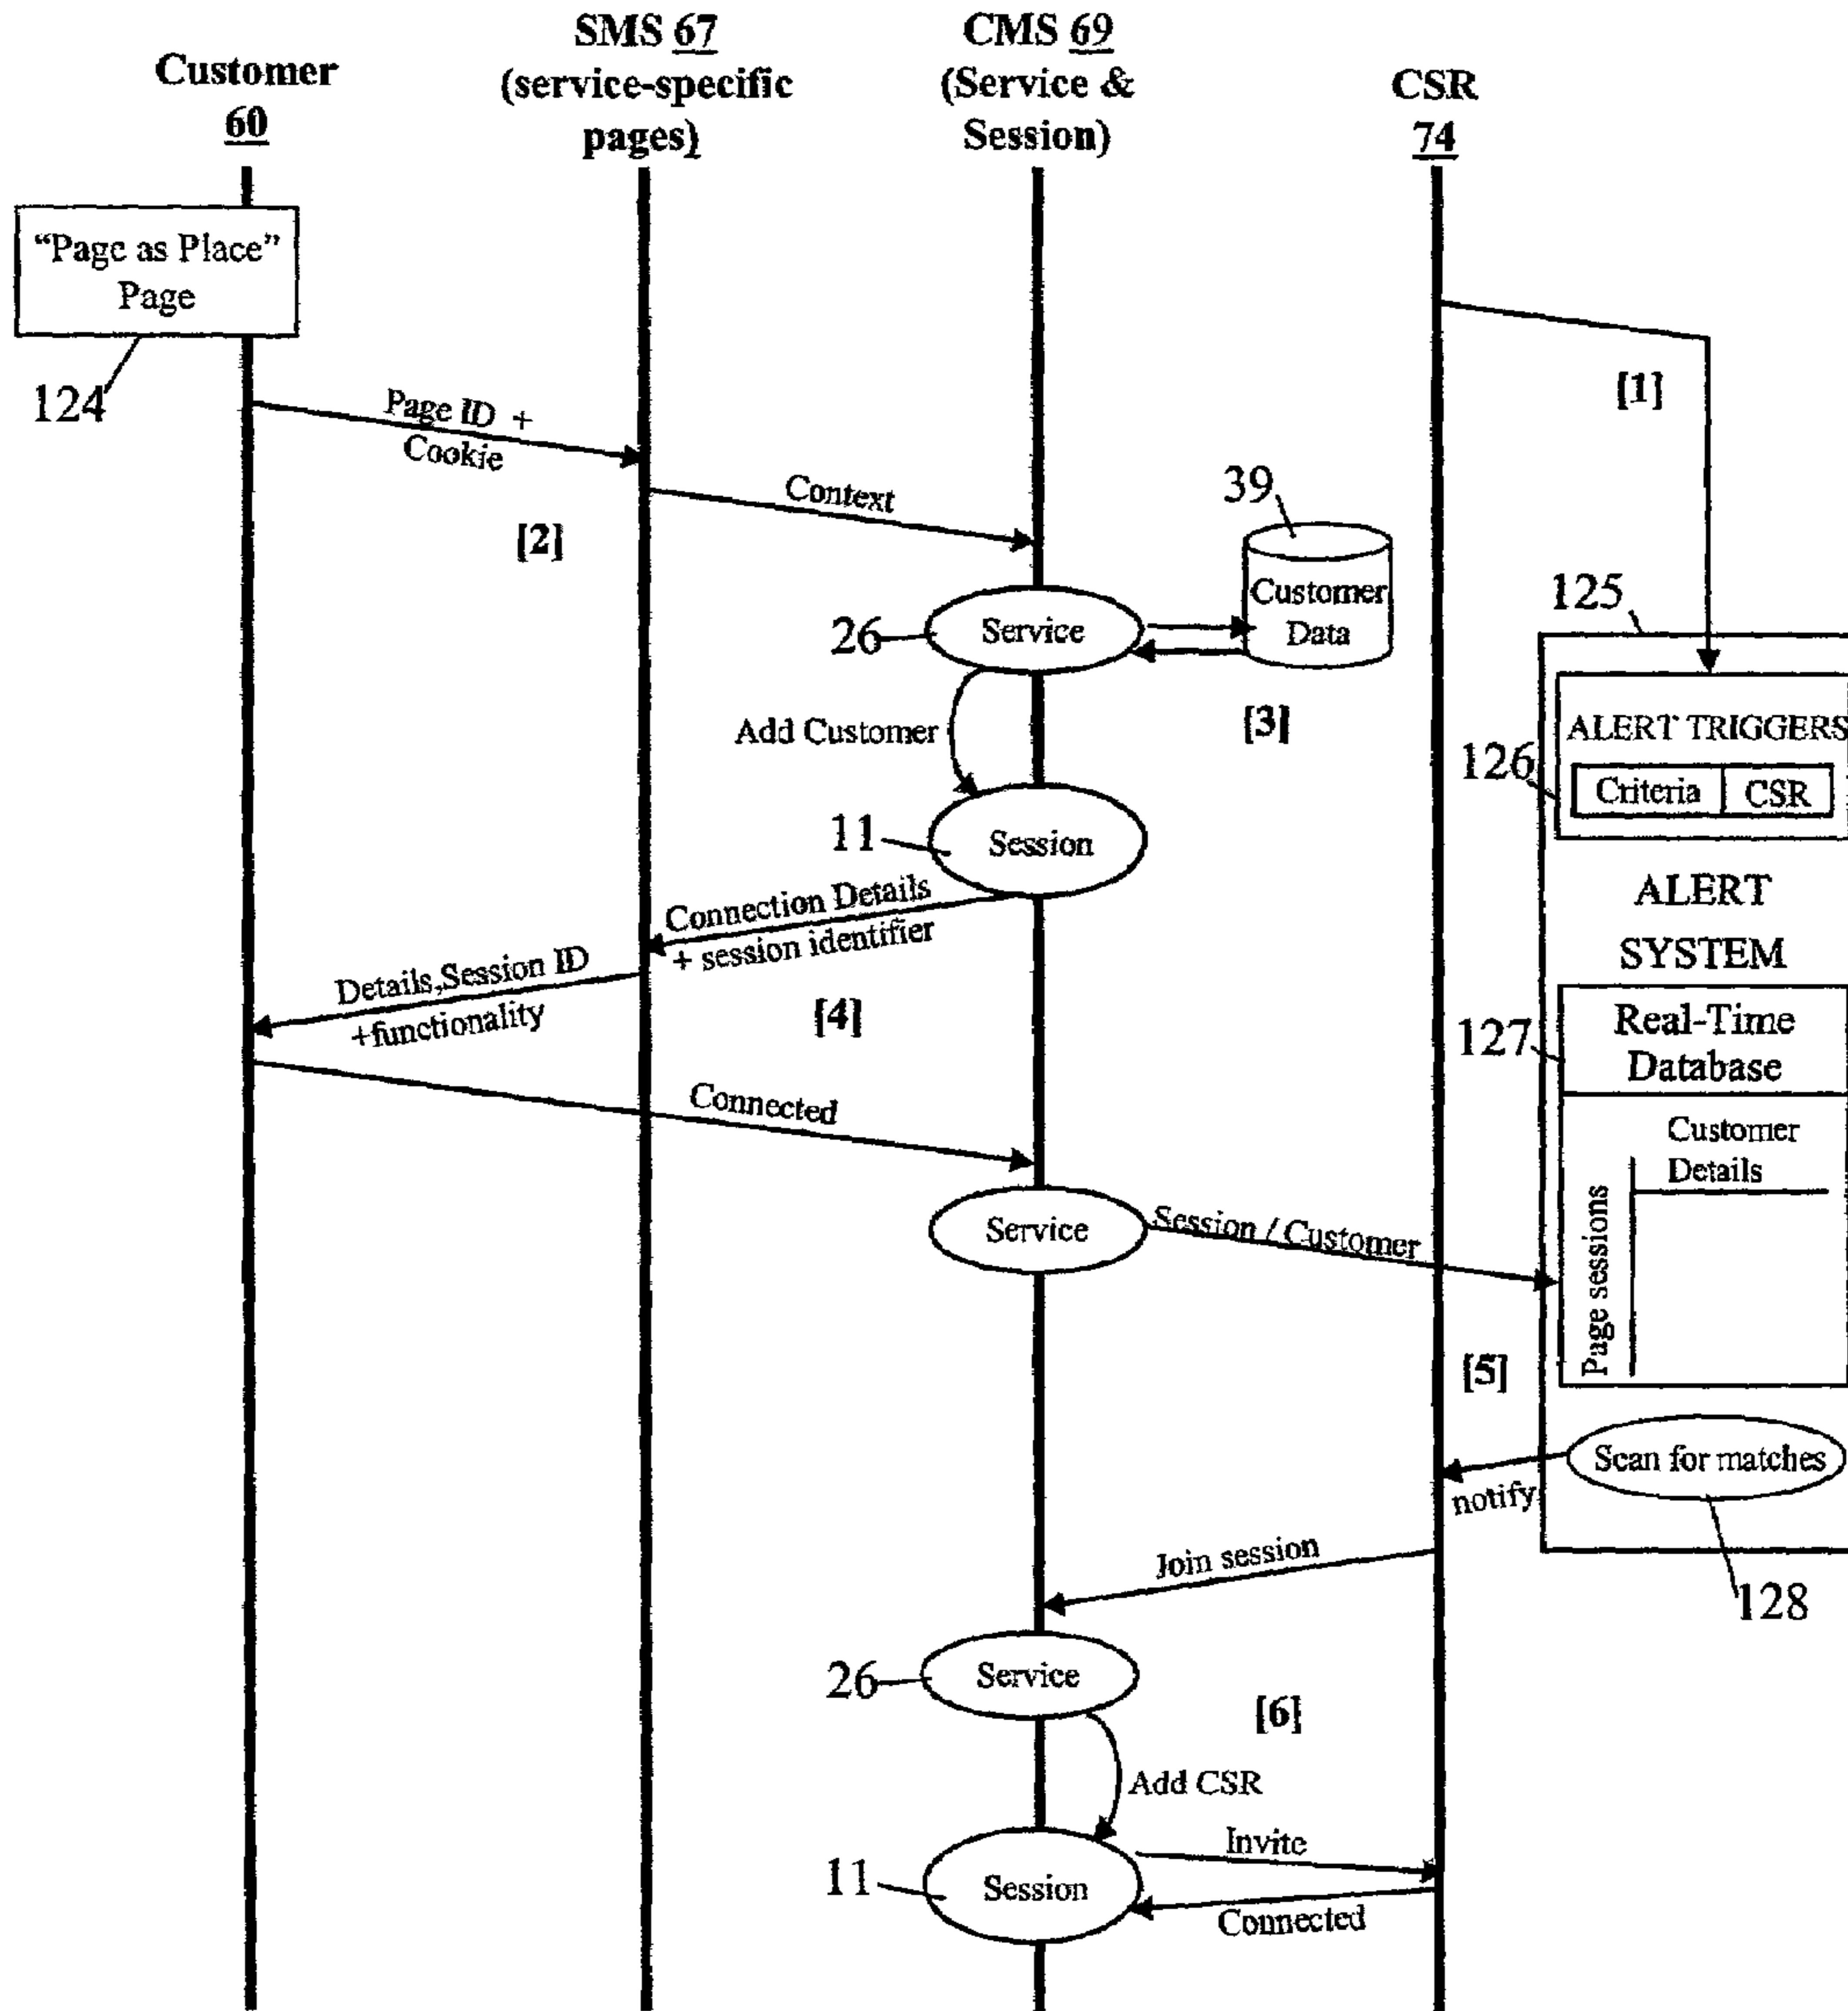 Customer
60
SMS 67
(service-specific
pages)
CMS 69
(Service &
Session)
CSR
74
"Page as Place"
Page
124
[1]
Page ID +
Cookie
Context
[2]
39
Customer
Data
26
Service
[3]
Add Customer
11
Session
125
ALERT TRIGGERS
126
Criteria
CSR
ALERT
SYSTEM
Connection Details
+ session identifier
Details,Session ID
+functionality
[4]
127
Real-Time
Database
Connected
Customer
Details
Page sessions
Service
Session / Customer
[5]
Scan for matches
notify
128
Join session
26
Service
[6]
Add CSR
Invite
11
Session
Connected